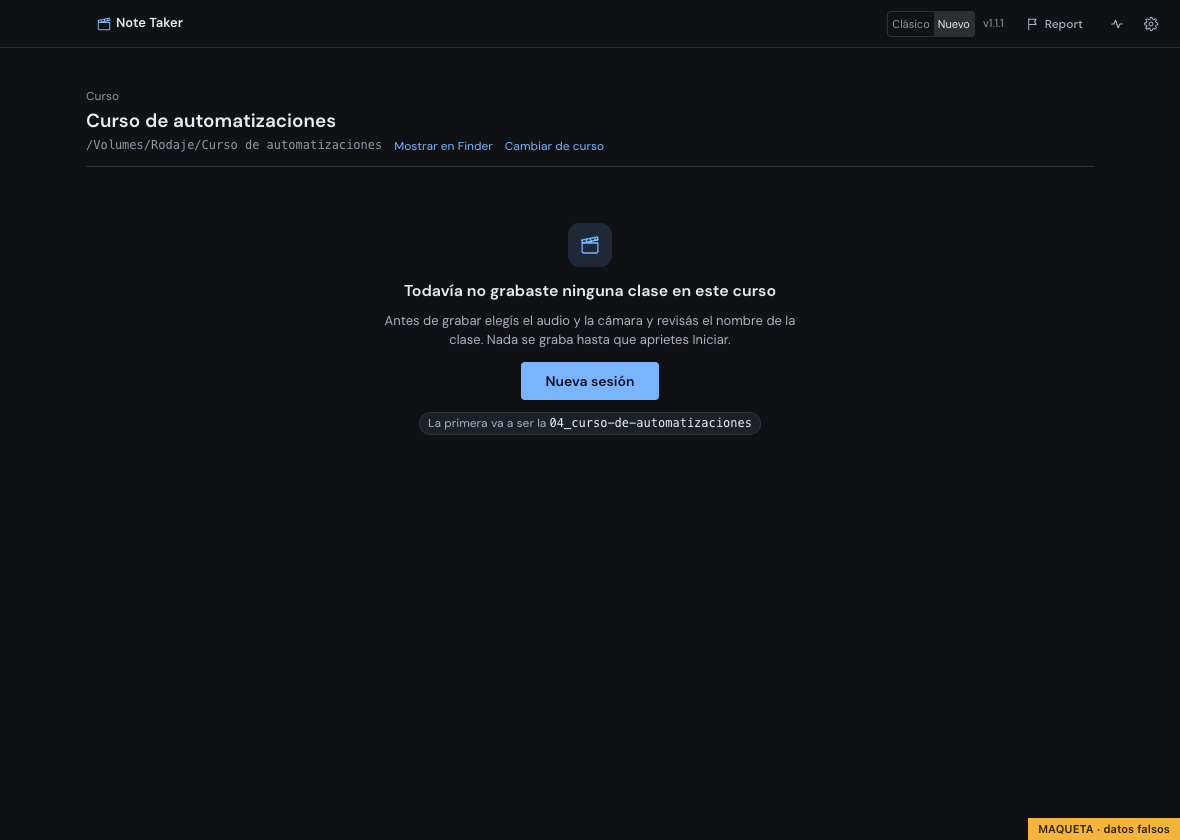 Note Taker
Clásico Nuevo v1.1.1 Report
Curso
Curso de automatizaciones
/Volumes/Rodaje/Curso de automatizaciones Mostrar en Finder Cambiar de curso
Todavía no grabaste ninguna clase en este curso
Antes de grabar elegís el audio y la cámara y revisás el nombre de la
clase. Nada se graba hasta que aprietes Iniciar.
Nueva sesión
La primera va a ser la 04_curso-de-automatizaciones
MAQUETA · datos falsos